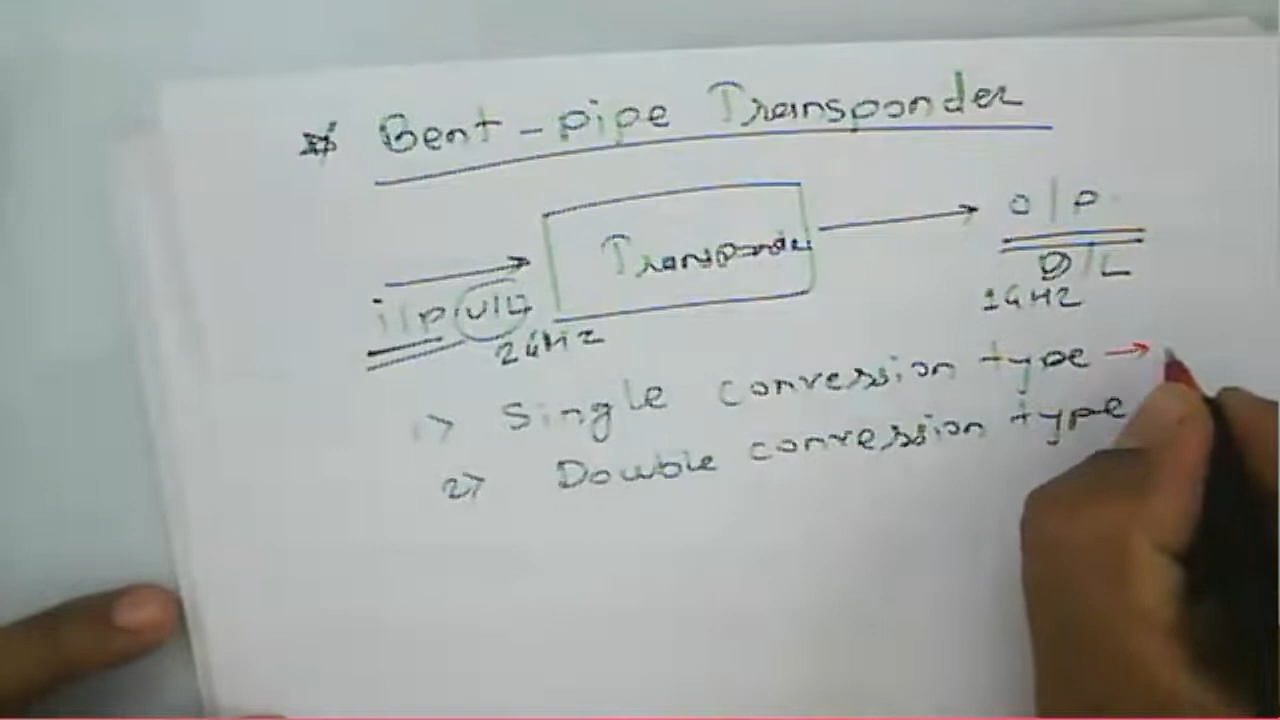 * Bent-pipe Transponder
Transponder
o/p
D/L
1GHZ
i/p U/L
2GHZ
1> Single conversion type →
2> Double conversion type